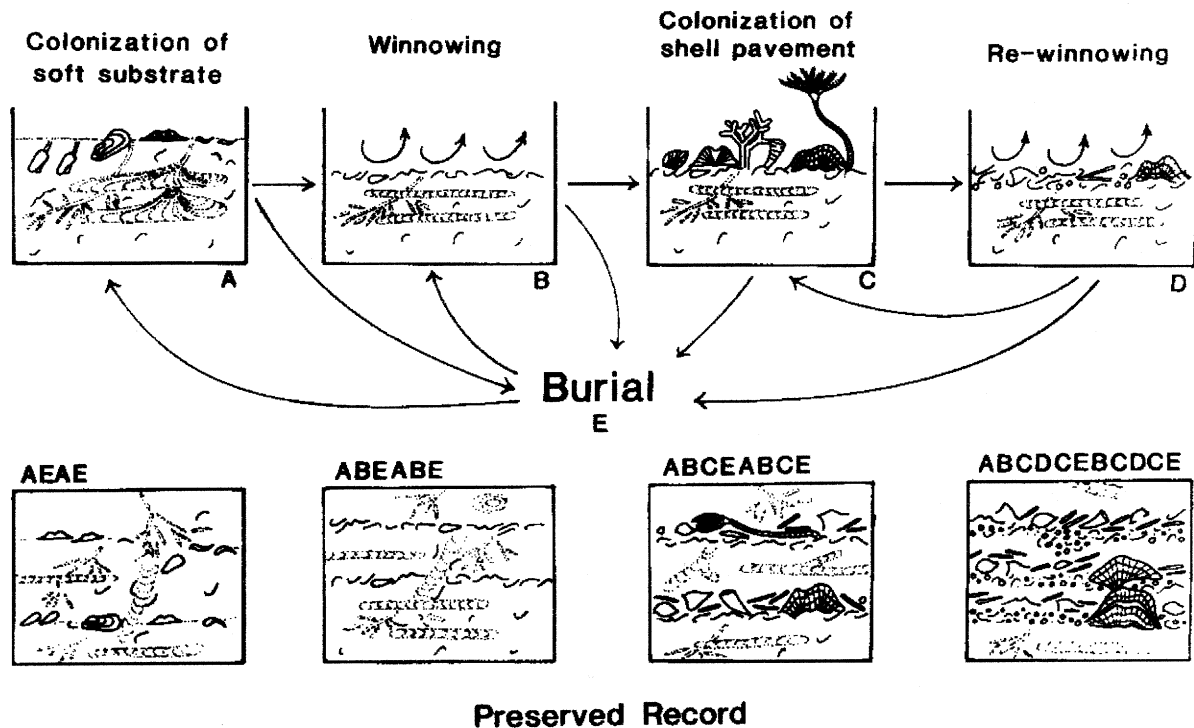 Colonization of
soft substrate
Winnowing
Colonization of
shell pavement
Re-winnowing
A
B
C
D
Burial
E
AEAE
ABEABE
ABCEABCE
ABCDCEBCDCE
Preserved Record